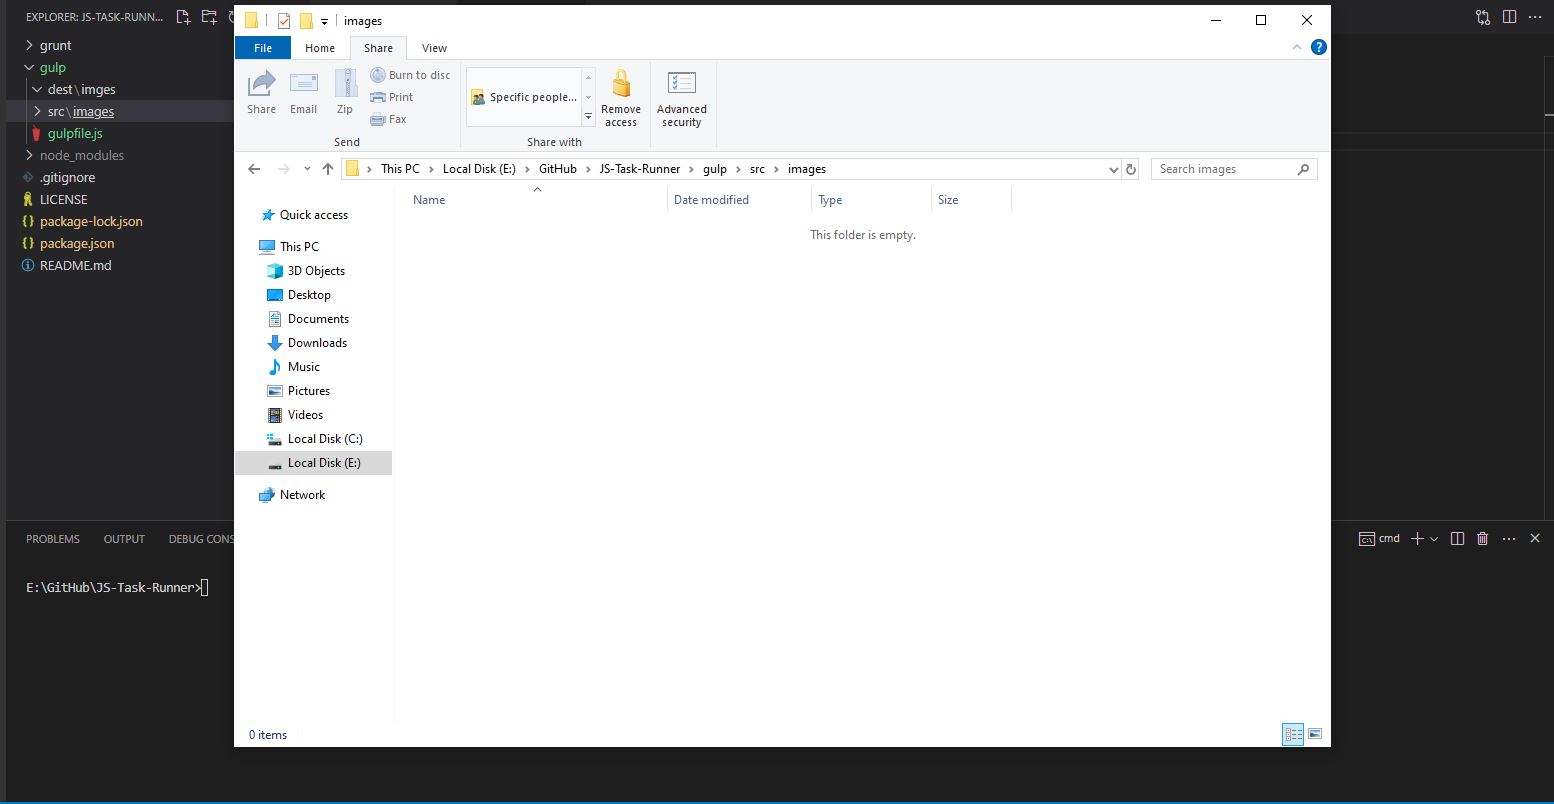 EXPLORER: JS-TASK-RUNN...
grunt
gulp
dest\imges
src\images
gulpfile.js
node_modules
.gitignore
LICENSE
package-lock.json
package.json
README.md
images
File Home Share View
Share
Email
Zip
Burn to disc
Print
Fax
Send
Specific people...
Share with
Remove
access
Advanced
security
This PC Local Disk (E:) GitHub JS-Task-Runner gulp src images
Search images
Name Date modified Type Size
This folder is empty.
Quick access
This PC
3D Objects
Desktop
Documents
Downloads
Music
Pictures
Videos
Local Disk (C:)
Local Disk (E:)
Network
0 items
PROBLEMS OUTPUT DEBUG CONS
cmd
E:\GitHub\JS-Task-Runner>